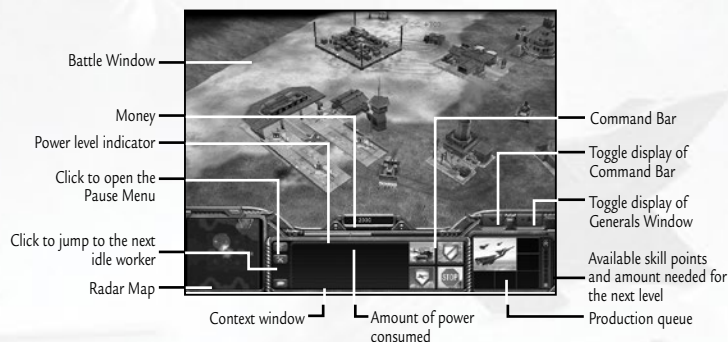 Battle Window
Money
Power level indicator
Click to open the
Pause Menu
Click to jump to the next
idle worker
Radar Map
Context window
Amount of power
consumed
Command Bar
Toggle display of
Command Bar
Toggle display of
Generals Window
Available skill points
and amount needed for
the next level
Production queue
2000
STOP